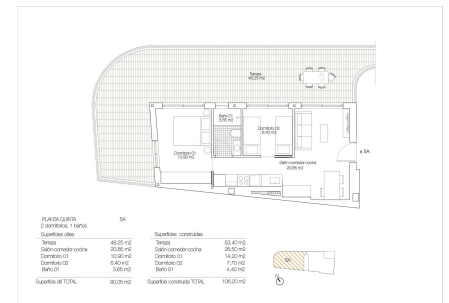 Terraza
48,25 m2
Baño 01
3,65 m2
Dormitorio 02
6,40 m2
Dormitorio 01
10,90 m2
Salón-comedor-cocina
20,85 m2
5A
PLANTA QUINTA 5A
2 dormitorios, 1 baños
Superficies útiles Superficies construidas
Terraza 48,25 m2 Terraza 53,40 m2
Salón-comedor-cocina 20,85 m2 Salón-comedor-cocina 26,50 m2
Dormitorio 01 10,90 m2 Dormitorio 01 14,20 m2
Dormitorio 02 6,40 m2 Dormitorio 02 7,70 m2
Baño 01 3,65 m2 Baño 01 4,40 m2
Superficie útil TOTAL 90,05 m2 Superficie construida TOTAL 106,20 m2
5A
N